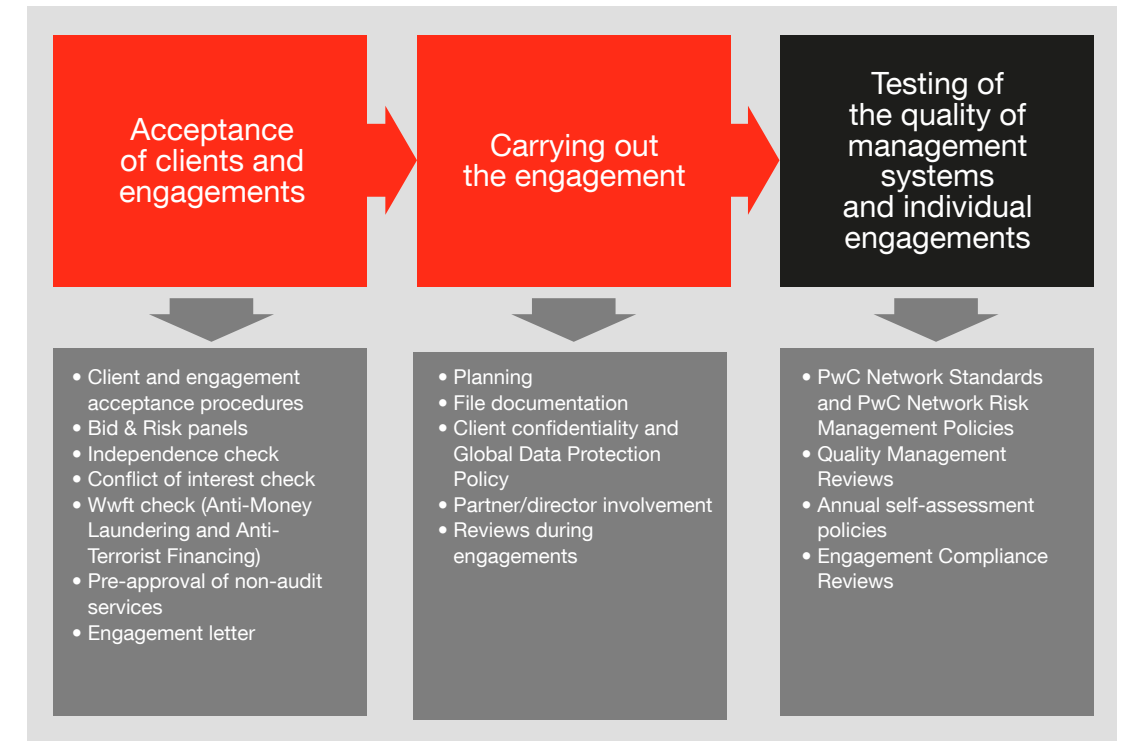 Acceptance
of clients and
engagements
Carrying out
the engagement
Testing of
the quality of
management
systems
and individual
engagements
• Client and engagement
acceptance procedures
• Bid & Risk panels
• Independence check
• Conflict of interest check
• Wwft check (Anti-Money
Laundering and Anti-
Terrorist Financing)
• Pre-approval of non-audit
services
• Engagement letter
• Planning
• File documentation
• Client confidentiality and
Global Data Protection
Policy
• Partner/director involvement
• Reviews during
engagements
• PwC Network Standards
and PwC Network Risk
Management Policies
• Quality Management
Reviews
• Annual self-assessment
policies
• Engagement Compliance
Reviews